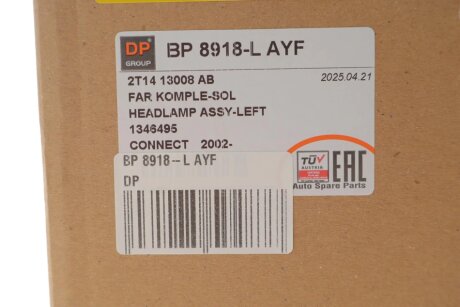 DP BP 8918-L AYF
GROUP
2T14 13008 AB 2025.04.21
FAR KOMPLE-SOL
HEADLAMP ASSY-LEFT
1346495
CONNECT 2002-
TÜV EAC
AUSTRIA
Auto Spare Parts
BP 8918-L AYF
DP